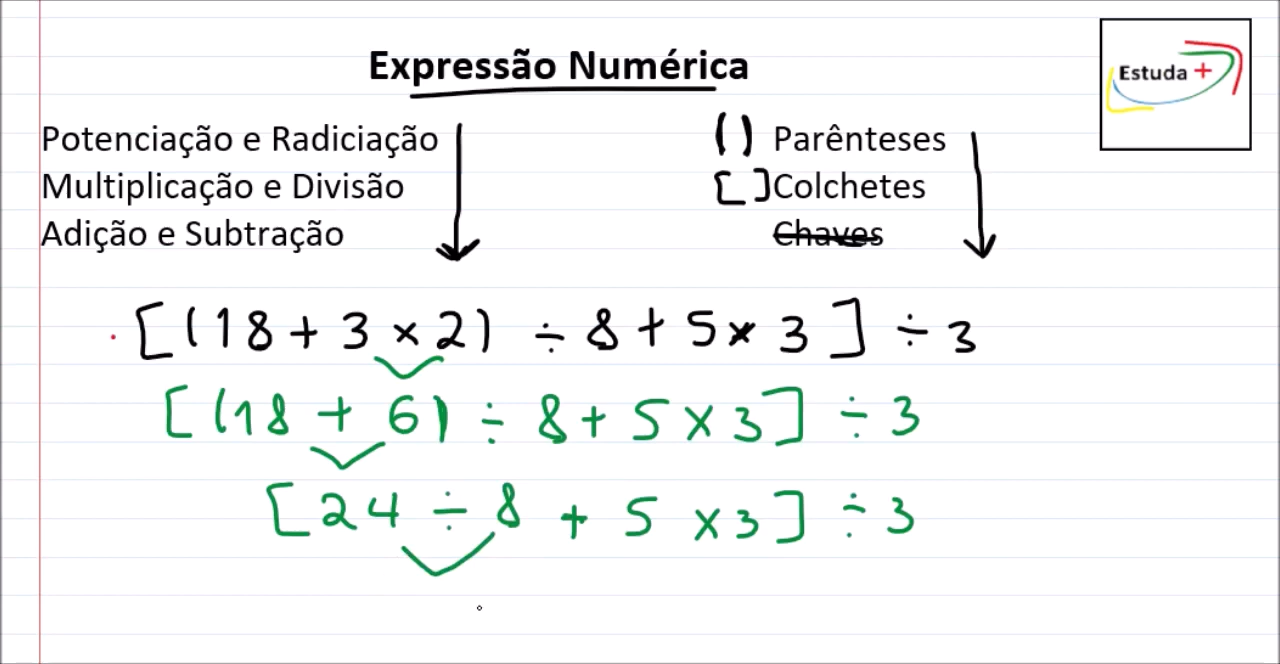 Expressão Numérica
Estuda +
Potenciação e Radiciação
Multiplicação e Divisão
Adição e Subtração
( ) Parênteses
[ ] Colchetes
Chaves
[(18 + 3 × 2) ÷ 8 + 5 × 3] ÷ 3
[(18 + 6) ÷ 8 + 5 × 3] ÷ 3
[24 ÷ 8 + 5 × 3] ÷ 3